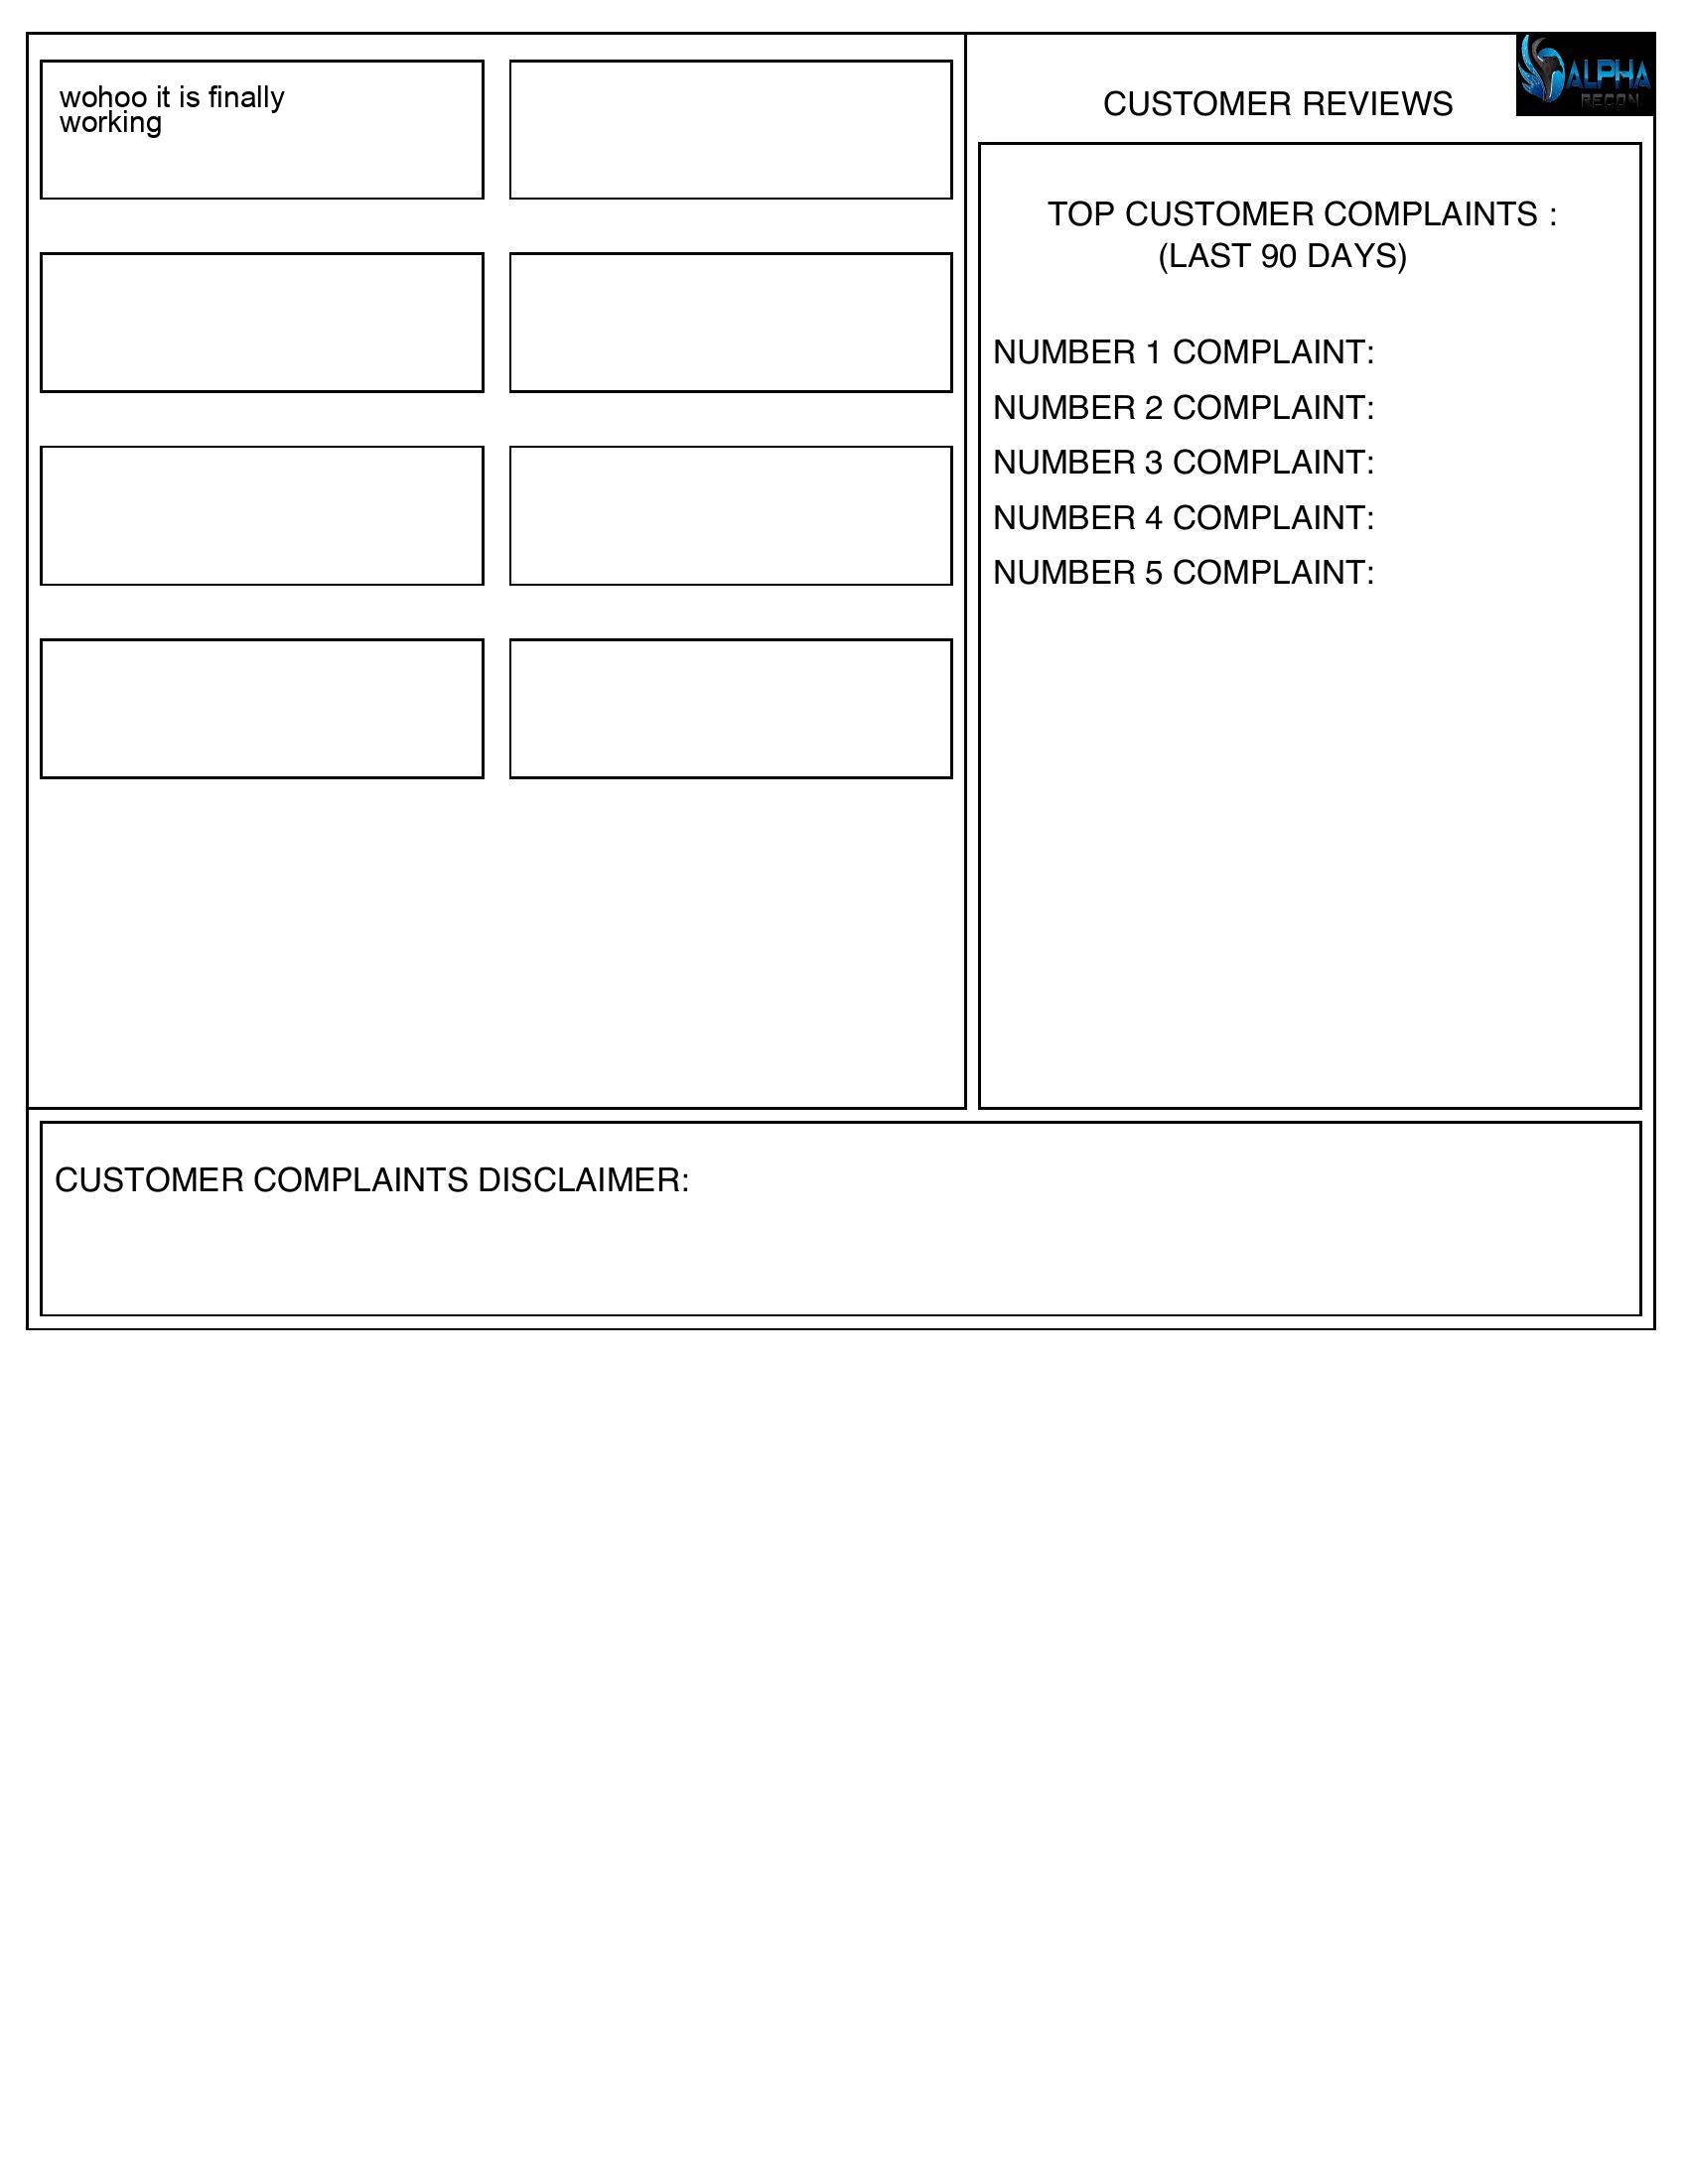 wohoo it is finally
working
CUSTOMER REVIEWS
ALPHA
RECON
TOP CUSTOMER COMPLAINTS :
(LAST 90 DAYS)
NUMBER 1 COMPLAINT:
NUMBER 2 COMPLAINT:
NUMBER 3 COMPLAINT:
NUMBER 4 COMPLAINT:
NUMBER 5 COMPLAINT:
CUSTOMER COMPLAINTS DISCLAIMER: